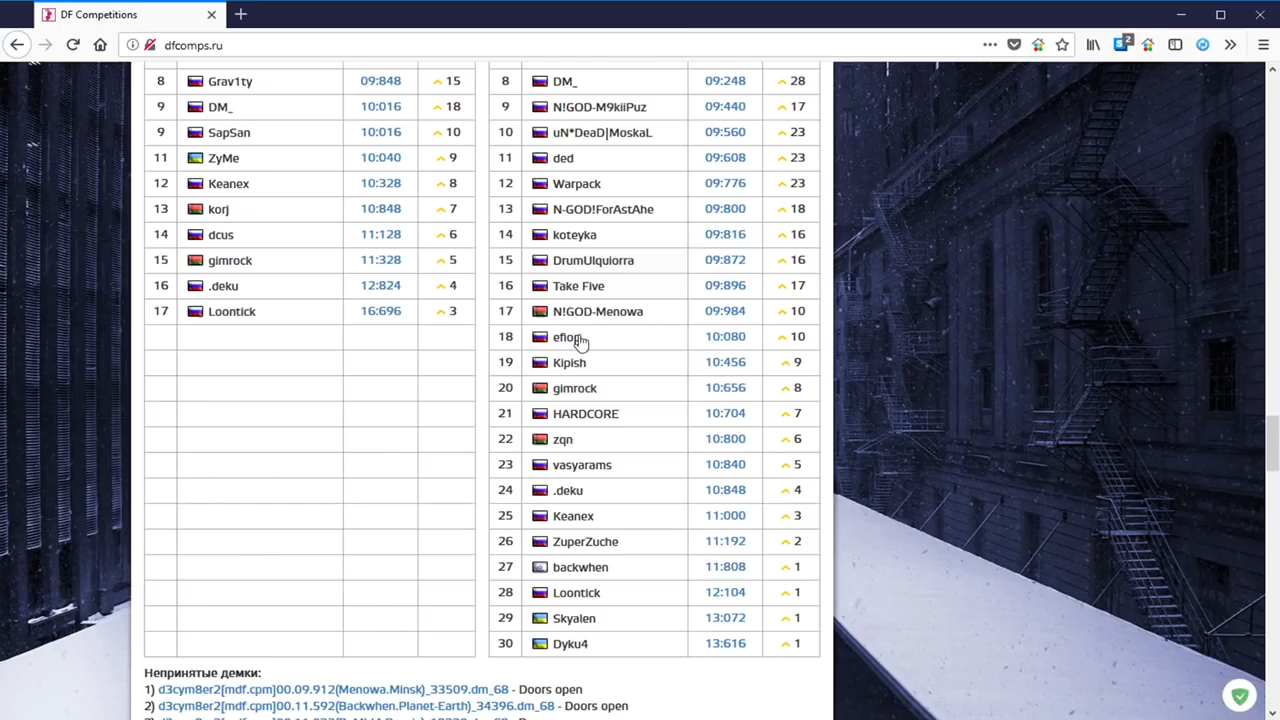 DF Competitions
dfcomps.ru
2
8 Grav1ty 09:848 15
9 DM_ 10:016 18
9 SapSan 10:016 10
11 ZyMe 10:040 9
12 Keanex 10:328 8
13 korj 10:848 7
14 dcus 11:128 6
15 gimrock 11:328 5
16 .deku 12:824 4
17 Loontick 16:696 3
8 DM_ 09:248 28
9 N!GOD-M9kiiPuz 09:440 17
10 uN*DeaD|MoskaL 09:560 23
11 ded 09:608 23
12 Warpack 09:776 23
13 N-GOD!ForAstAhe 09:800 18
14 koteyka 09:816 16
15 DrumUlquiorra 09:872 16
16 Take Five 09:896 17
17 N!GOD-Menowa 09:984 10
18 10:080 10
19 Kipish 10:456 9
20 gimrock 10:656 8
21 HARDCORE 10:704 7
22 zqn 10:800 6
23 vasyarams 10:840 5
24 .deku 10:848 4
25 Keanex 11:000 3
26 ZuperZuche 11:192 2
27 backwhen 11:808 1
28 Loontick 12:104 1
29 Skyalen 13:072 1
30 Dyku4 13:616 1
Непринятые демки:
1) d3cym8er2[mdf.cpm]00.09.912(Menowa.Minsk)_33509.dm_68 - Doors open
2) d3cym8er2[mdf.cpm]00.11.592(Backwhen.Planet-Earth)_34396.dm_68 - Doors open